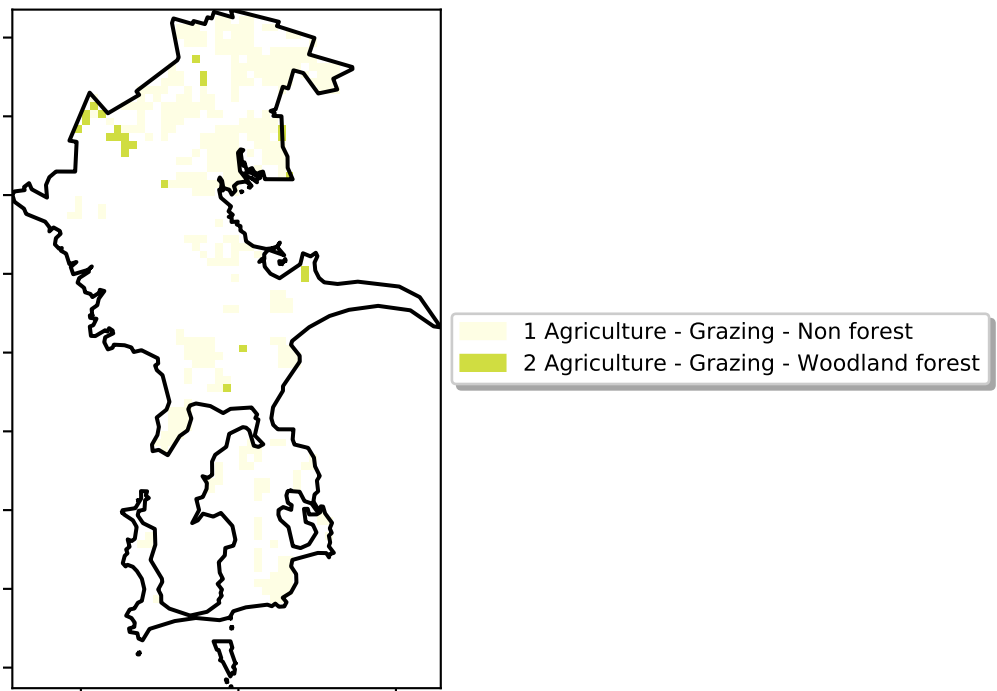 1 Agriculture - Grazing - Non forest
2 Agriculture - Grazing - Woodland forest